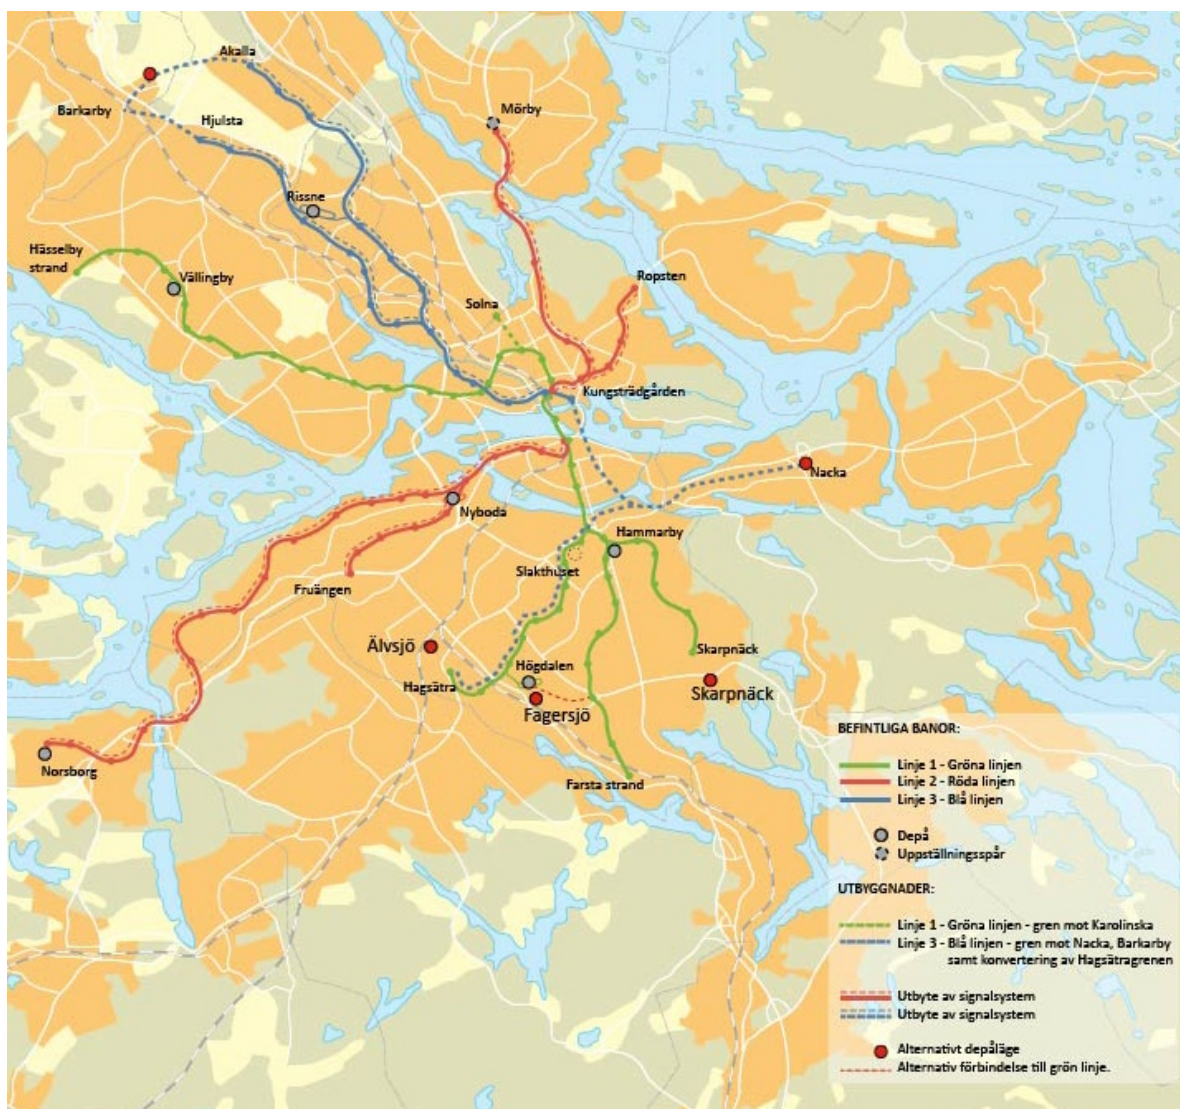 Akalla
Mörby
Barkarby
Hjulsta
Rissne
Hässelby
strand
Vällingby
Ropsten
Solna
Kungsträdgården
Nacka
Nyboda
Hammarby
Slakthuset
Fruängen
Älvsjö
Skarpnäck
Högdalen
Hagsätra
Skarpnäck
Fagersjö
Norsborg
Farsta strand
BEFINTLIGA BANOR:
Linje 1 - Gröna linjen
Linje 2 - Röda linjen
Linje 3 - Blå linjen
Depå
Uppställningsspår
UTBYGGNADER:
Linje 1 - Gröna linjen - gren mot Karolinska
Linje 3 - Blå linjen - gren mot Nacka, Barkarby
samt konvertering av Hagsätragrenen
Utbyte av signalsystem
Utbyte av signalsystem
Alternativt depåläge
Alternativ förbindelse till grön linje.